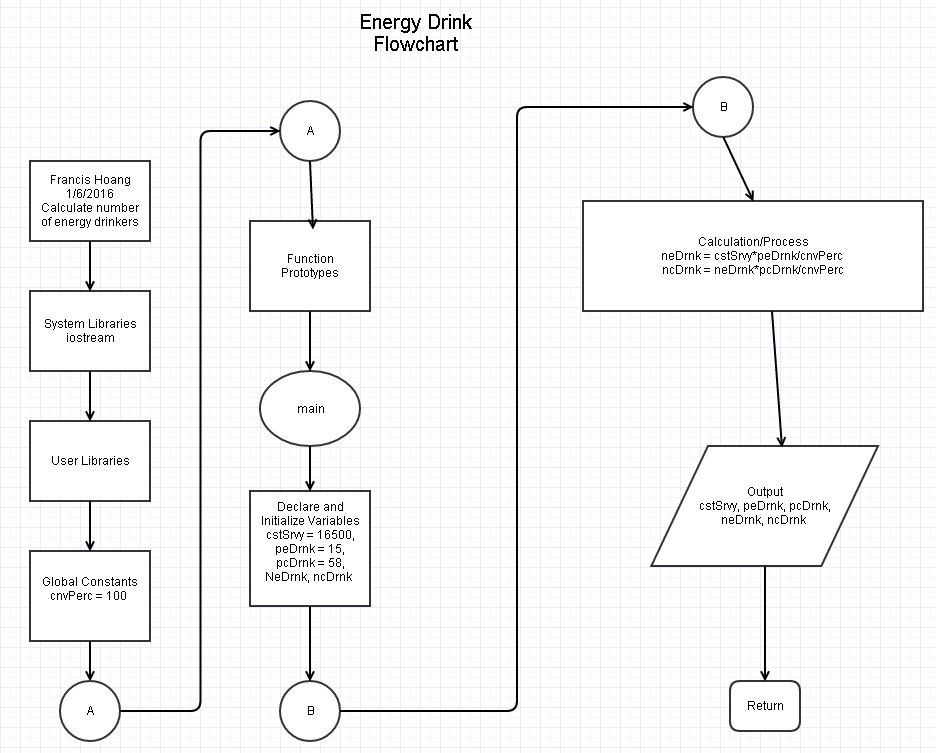 Energy Drink
Flowchart
Francis Hoang
1/6/2016
Calculate number
of energy drinkers
System Libraries
iostream
User Libraries
Global Constants
cnvPerc = 100
A
A
Function
Prototypes
main
Declare and
Initialize Variables
cstSrvy = 16500,
peDrnk = 15,
pcDrnk = 58,
NeDrnk, ncDrnk
B
B
Calculation/Process
neDrnk = cstSrvy*peDrnk/cnvPerc
ncDrnk = neDrnk*pcDrnk/cnvPerc
Output
cstSrvy, peDrnk, pcDrnk,
neDrnk, ncDrnk
Return